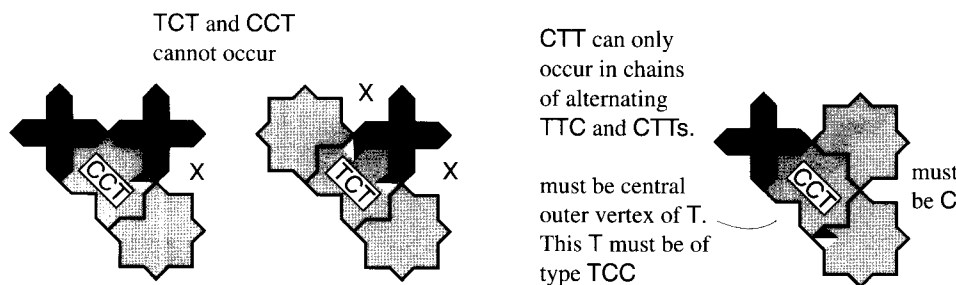 TCT and CCT
cannot occur
X
X
X
CCT
TCT
CTT can only
occur in chains
of alternating
TTC and CTTs.
must be central
outer vertex of T.
This T must be of
type TCC
CCT
must
be C